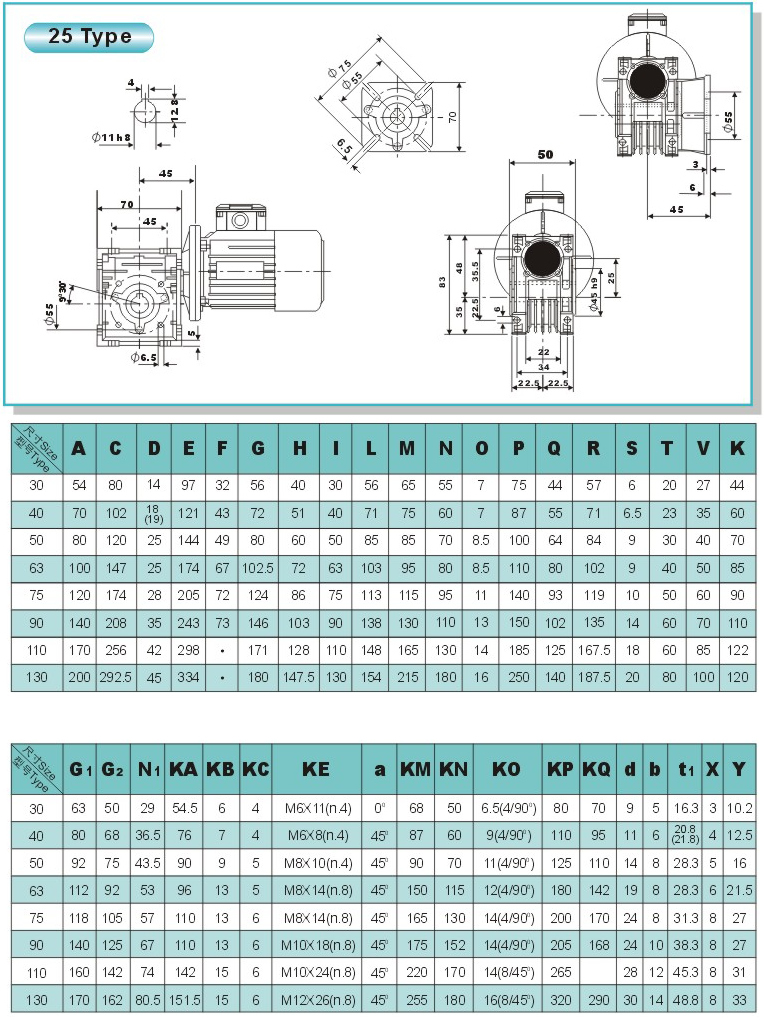 25 Type
4
12.8
Φ11h8
Φ75
Φ55
70
6.5
Φ55
3
6
45
45
70
45
9°30'
Φ55
5
Φ6.5
50
83
48
35
35.5
22.5
6
25
Φ45 h9
22
34
22.5 22.5
尺寸Size
型号Type
A C D E F G H I L M N O P Q R S T V K
30 54 80 14 97 32 56 40 30 56 65 55 7 75 44 57 6 20 27 44
40 70 102 18 (19) 121 43 72 51 40 71 75 60 7 87 55 71 6.5 23 35 60
50 80 120 25 144 49 80 60 50 85 85 70 8.5 100 64 84 9 30 40 70
63 100 147 25 174 67 102.5 72 63 103 95 80 8.5 110 80 102 9 40 50 85
75 120 174 28 205 72 124 86 75 113 115 95 11 140 93 119 10 50 60 90
90 140 208 35 243 73 146 103 90 138 130 110 13 150 102 135 14 60 70 110
110 170 256 42 298 • 171 128 110 148 165 130 14 185 125 167.5 18 60 85 122
130 200 292.5 45 334 • 180 147.5 130 154 215 180 16 250 140 187.5 20 80 100 120
尺寸Size
型号Type
G1 G2 N1 KA KB KC KE a KM KN KO KP KQ d b t1 X Y
30 63 50 29 54.5 6 4 M6X11(n.4) 0° 68 50 6.5(4/90°) 80 70 9 5 16.3 3 10.2
40 80 68 36.5 76 7 4 M6X8(n.4) 45° 87 60 9(4/90°) 110 95 11 6 20.8 (21.8) 4 12.5
50 92 75 43.5 90 9 5 M8X10(n.4) 45° 90 70 11(4/90°) 125 110 14 8 28.3 5 16
63 112 92 53 96 13 5 M8X14(n.8) 45° 150 115 12(4/90°) 180 142 19 8 28.3 6 21.5
75 118 105 57 110 13 6 M8X14(n.8) 45° 165 130 14(4/90°) 200 170 24 8 31.3 8 27
90 140 125 67 110 13 6 M10X18(n.8) 45° 175 152 14(4/90°) 205 168 24 10 38.3 8 27
110 160 142 74 142 15 6 M10X24(n.8) 45° 220 170 14(8/45°) 265 28 12 45.3 8 31
130 170 162 80.5 151.5 15 6 M12X26(n.8) 45° 255 180 16(8/45°) 320 290 30 14 48.8 8 33